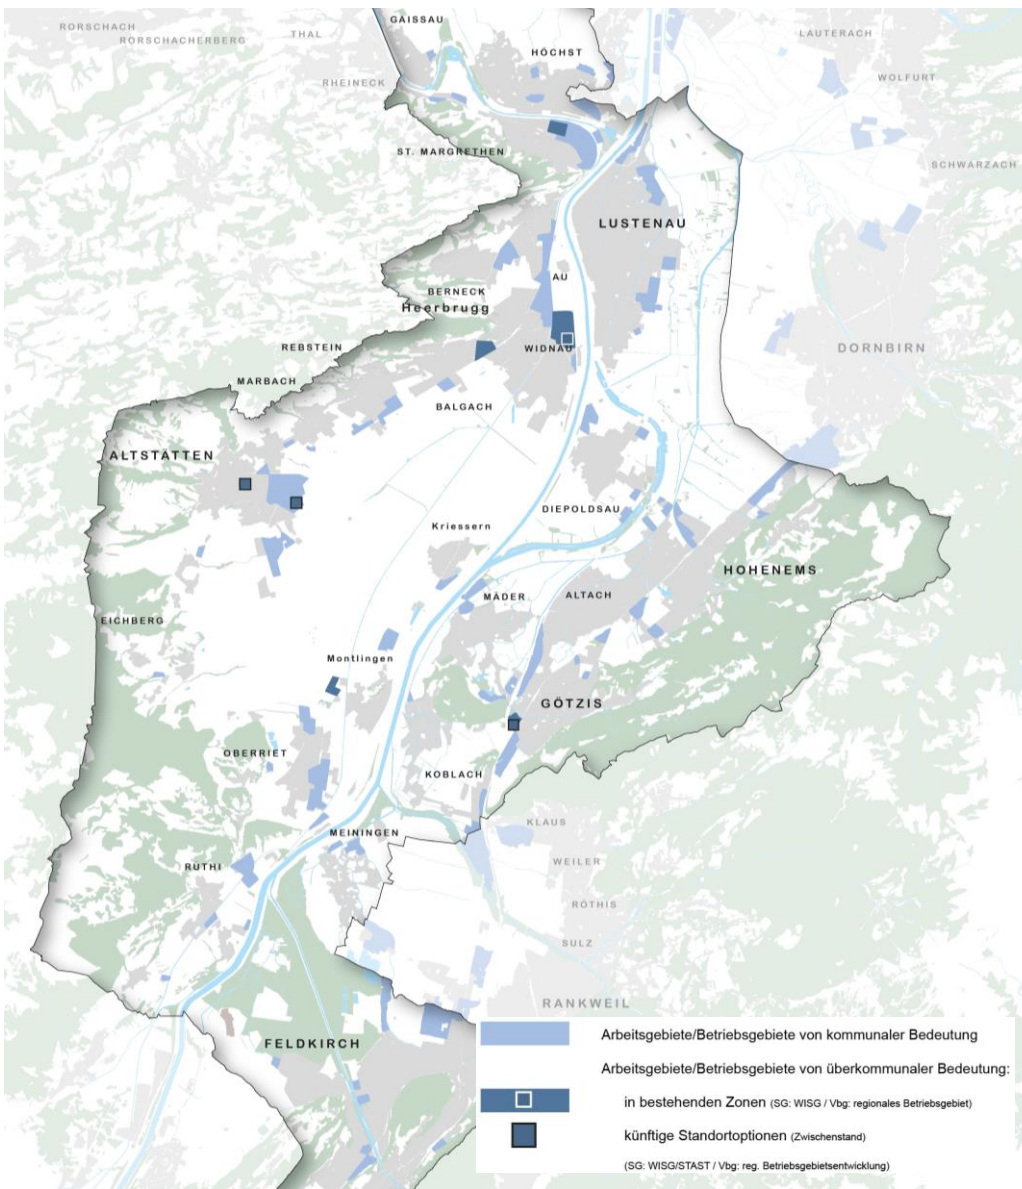 GAISSAU
RORSCHACH
THAL
LAUTERACH
RORSCHACHERBERG
HÖCHST
RHEINECK
WOLFURT
ST. MARGRETHEN
SCHWARZACH
LUSTENAU
AU
BERNECK
Heerbrugg
REBSTEIN
WIDNAU
DORNBIRN
MARBACH
BALGACH
ALTSTÄTTEN
DIEPOLDSAU
Kriessern
HOHENEMS
MÄDER
ALTACH
EICHBERG
Montlingen
GÖTZIS
OBERRIET
KOBLACH
KLAUS
MEININGEN
WEILER
RÜTHI
RÖTHIS
SULZ
RANKWEIL
FELDKIRCH
Arbeitsgebiete/Betriebsgebiete von kommunaler Bedeutung
Arbeitsgebiete/Betriebsgebiete von überkommunaler Bedeutung:
in bestehenden Zonen (SG: WISG / Vbg: regionales Betriebsgebiet)
künftige Standortoptionen (Zwischenstand)
(SG: WISG/STAST / Vbg: reg. Betriebsgebietsentwicklung)